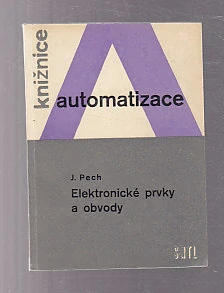 knižnice
automatizace
J. Pech
Elektronické prvky
a obvody
SNTL